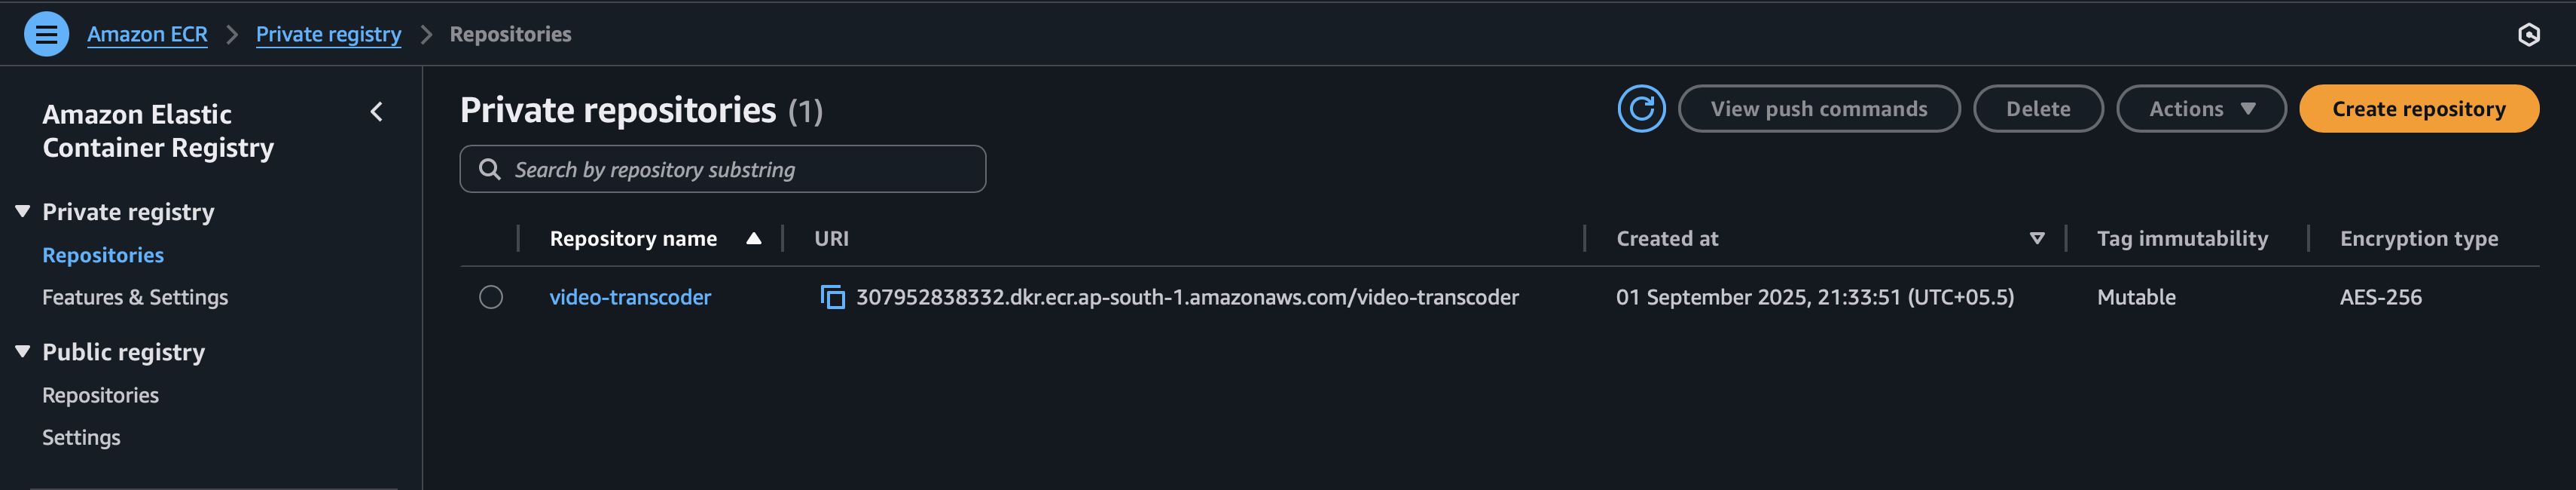 Amazon ECR > Private registry > Repositories
Amazon Elastic
Container Registry
Private registry
Repositories
Features & Settings
Public registry
Repositories
Settings
Private repositories (1)
View push commands
Delete
Actions
Create repository
Search by repository substring
Repository name URI Created at Tag immutability Encryption type
video-transcoder 307952838332.dkr.ecr.ap-south-1.amazonaws.com/video-transcoder 01 September 2025, 21:33:51 (UTC+05.5) Mutable AES-256